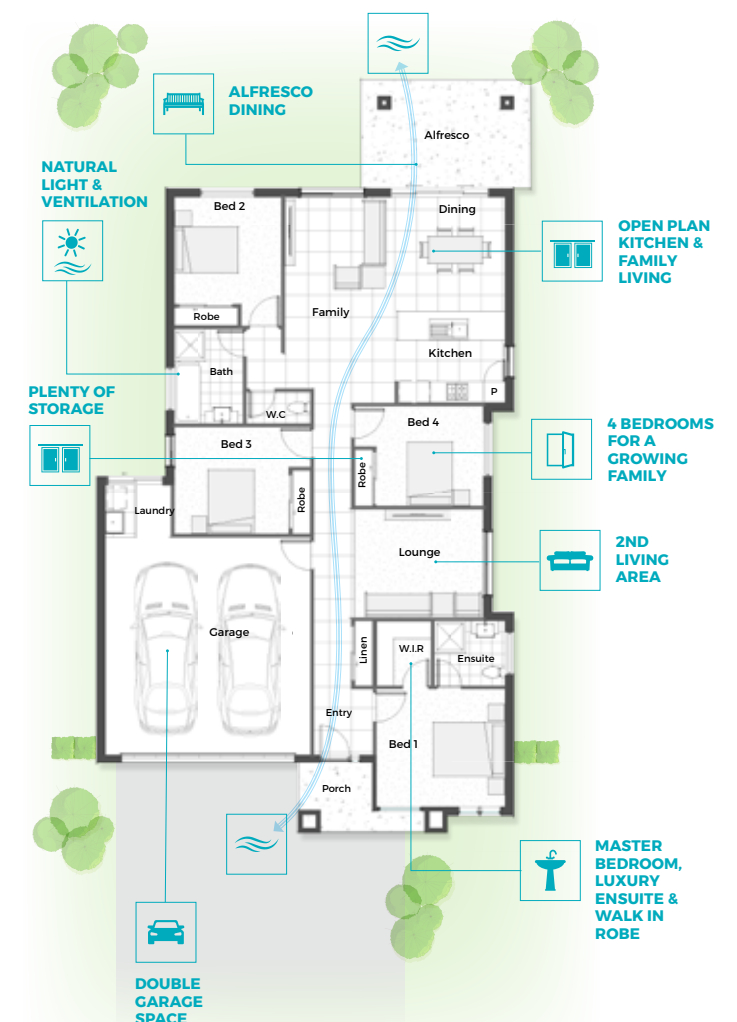 ALFRESCO
DINING
Alfresco
NATURAL
LIGHT &
VENTILATION
Bed 2
Dining
OPEN PLAN
KITCHEN &
FAMILY
LIVING
Robe
Family
Kitchen
Bath
P
PLENTY OF
STORAGE
W.C
Bed 4
4 BEDROOMS
FOR A
GROWING
FAMILY
Bed 3
Robe
Robe
Laundry
Lounge
2ND
LIVING
AREA
Garage
Linen
W.I.R
Ensuite
Entry
Bed 1
Porch
MASTER
BEDROOM,
LUXURY
ENSUITE &
WALK IN
ROBE
DOUBLE
GARAGE
SPACE